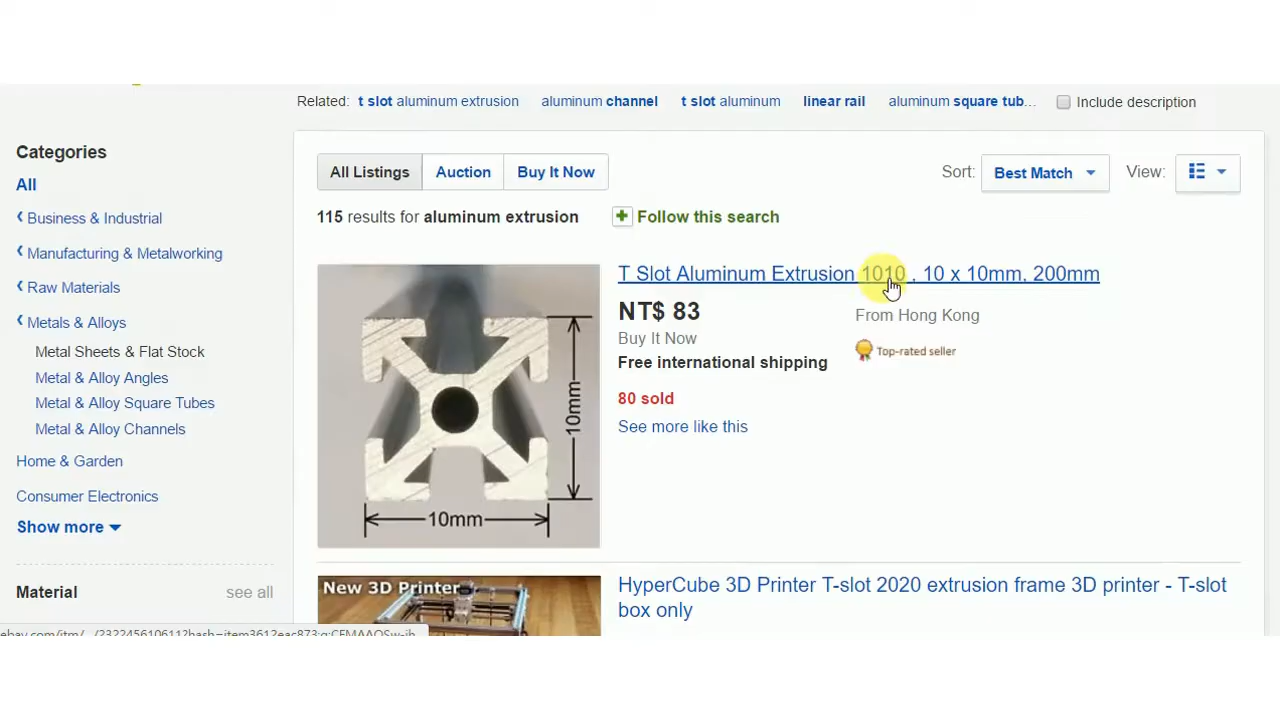 Related: t slot aluminum extrusion aluminum channel t slot aluminum linear rail aluminum square tub... Include description
Categories
All
Business & Industrial
Manufacturing & Metalworking
Raw Materials
Metals & Alloys
Metal Sheets & Flat Stock
Metal & Alloy Angles
Metal & Alloy Square Tubes
Metal & Alloy Channels
Home & Garden
Consumer Electronics
Show more
Material see all
All Listings Auction Buy It Now
Sort: Best Match View:
115 results for aluminum extrusion Follow this search
10mm
10mm
T Slot Aluminum Extrusion 1010 , 10 x 10mm, 200mm
NT$ 83
From Hong Kong
Buy It Now
Top-rated seller
Free international shipping
80 sold
See more like this
New 3D Printer
HyperCube 3D Printer T-slot 2020 extrusion frame 3D printer - T-slot
box only